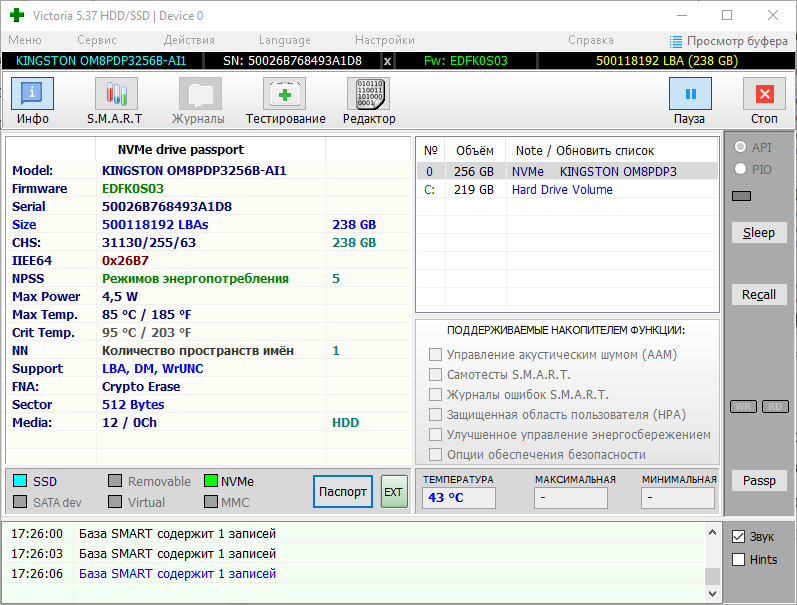 Victoria 5.37 HDD/SSD | Device 0
Меню Сервис Действия Language Настройки Справка Просмотр буфера
KINGSTON OM8PDP3256B-AI1 SN: 50026B768493A1D8 x Fw: EDFK0S03 500118192 LBA (238 GB)
Инфо S.M.A.R.T Журналы Тестирование Редактор Пауза Стоп
NVMe drive passport
Model: KINGSTON OM8PDP3256B-AI1
Firmware EDFK0S03
Serial 50026B768493A1D8
Size 500118192 LBAs 238 GB
CHS: 31130/255/63 238 GB
IIEE64 0x26B7
NPSS Режимов энергопотребления 5
Max Power 4,5 W
Max Temp. 85 °C / 185 °F
Crit Temp. 95 °C / 203 °F
NN Количество пространств имён 1
Support LBA, DM, WrUNC
FNA: Crypto Erase
Sector 512 Bytes
Media: 12 / 0Ch HDD
№ Объём Note / Обновить список
0 256 GB NVMe KINGSTON OM8PDP3
C: 219 GB Hard Drive Volume
ПОДДЕРЖИВАЕМЫЕ НАКОПИТЕЛЕМ ФУНКЦИИ:
Управление акустическим шумом (AAM)
Самотесты S.M.A.R.T.
Журналы ошибок S.M.A.R.T.
Защищенная область пользователя (HPA)
Улучшенное управление энергосбережением
Опции обеспечения безопасности
API
PIO
Sleep
Recall
WR RD
Passp
SSD Removable NVMe
SATA dev Virtual MMC
Паспорт EXT
ТЕМПЕРАТУРА МАКСИМАЛЬНАЯ МИНИМАЛЬНАЯ
43 °C - -
17:26:00 База SMART содержит 1 записей
17:26:03 База SMART содержит 1 записей
17:26:06 База SMART содержит 1 записей
Звук
Hints